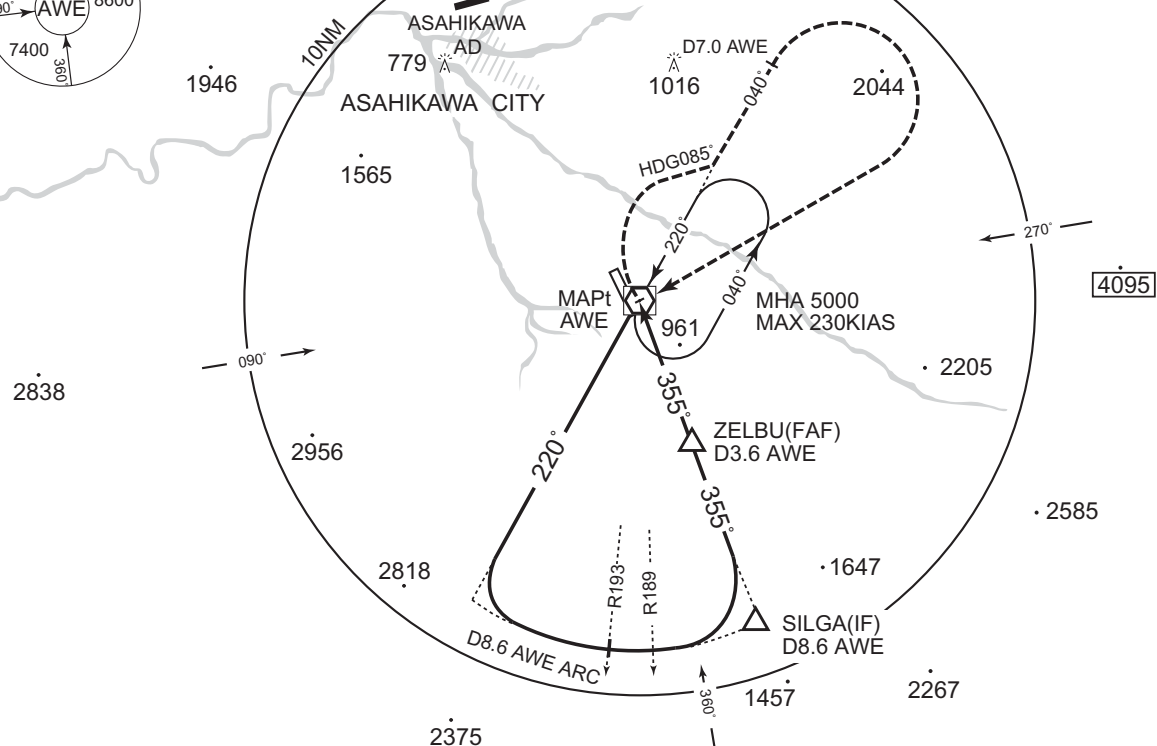 AWE
7400
360°
10NM
1946
ASAHIKAWA
AD
779
ASAHIKAWA CITY
1565
D7.0 AWE
1016
040°
2044
HDG085°
220°
040°
270°
4095
MAPt
AWE
961
MHA 5000
MAX 230KIAS
090°
2205
2838
355°
2956
ZELBU(FAF)
D3.6 AWE
220°
355°
2585
2818
R193
R189
1647
SILGA(IF)
D8.6 AWE
D8.6 AWE ARC
360°
1457
2267
2375